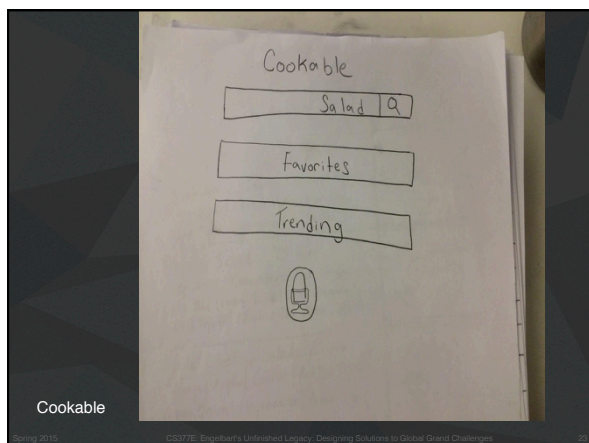 Cookable
Salad
Favorites
Trending
Cookable
Spring 2015 CS377E: Engelbart's Unfinished Legacy: Designing Solutions to Global Grand Challenges 23